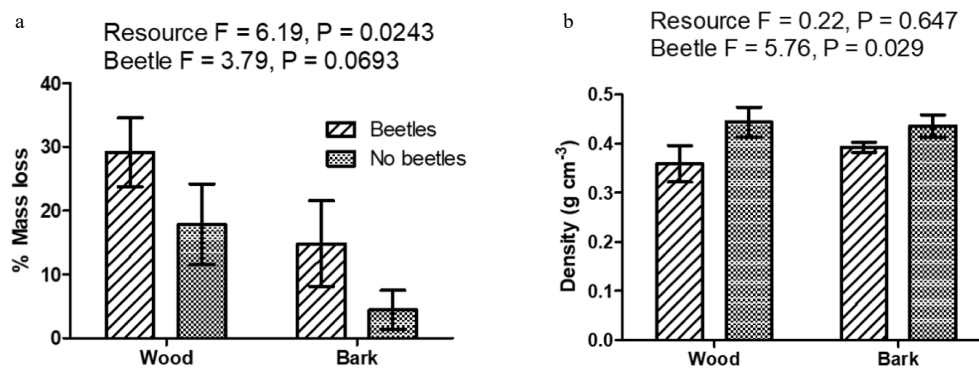 a
Resource F = 6.19, P = 0.0243
Beetle F = 3.79, P = 0.0693
% Mass loss
40
30
20
10
0
Beetles
No beetles
Wood
Bark
b
Resource F = 0.22, P = 0.647
Beetle F = 5.76, P = 0.029
Density (g cm⁻³)
0.5
0.4
0.3
0.2
0.1
0.0
Wood
Bark